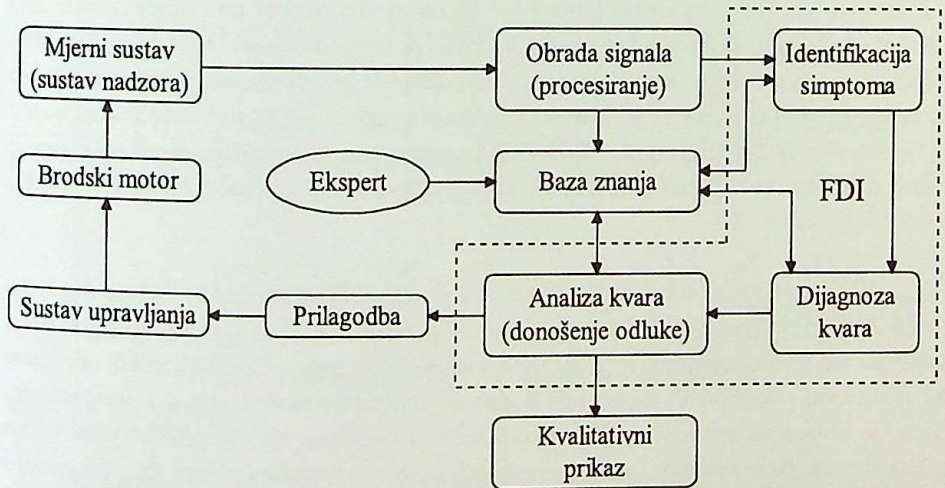 Mjerni sustav
(sustav nadzora)
Obrada signala
(procesiranje)
Identifikacija
simptoma
Brodski motor
Ekspert
Baza znanja
FDI
Sustav upravljanja
Prilagodba
Analiza kvara
(donošenje odluke)
Dijagnoza
kvara
Kvalitativni
prikaz